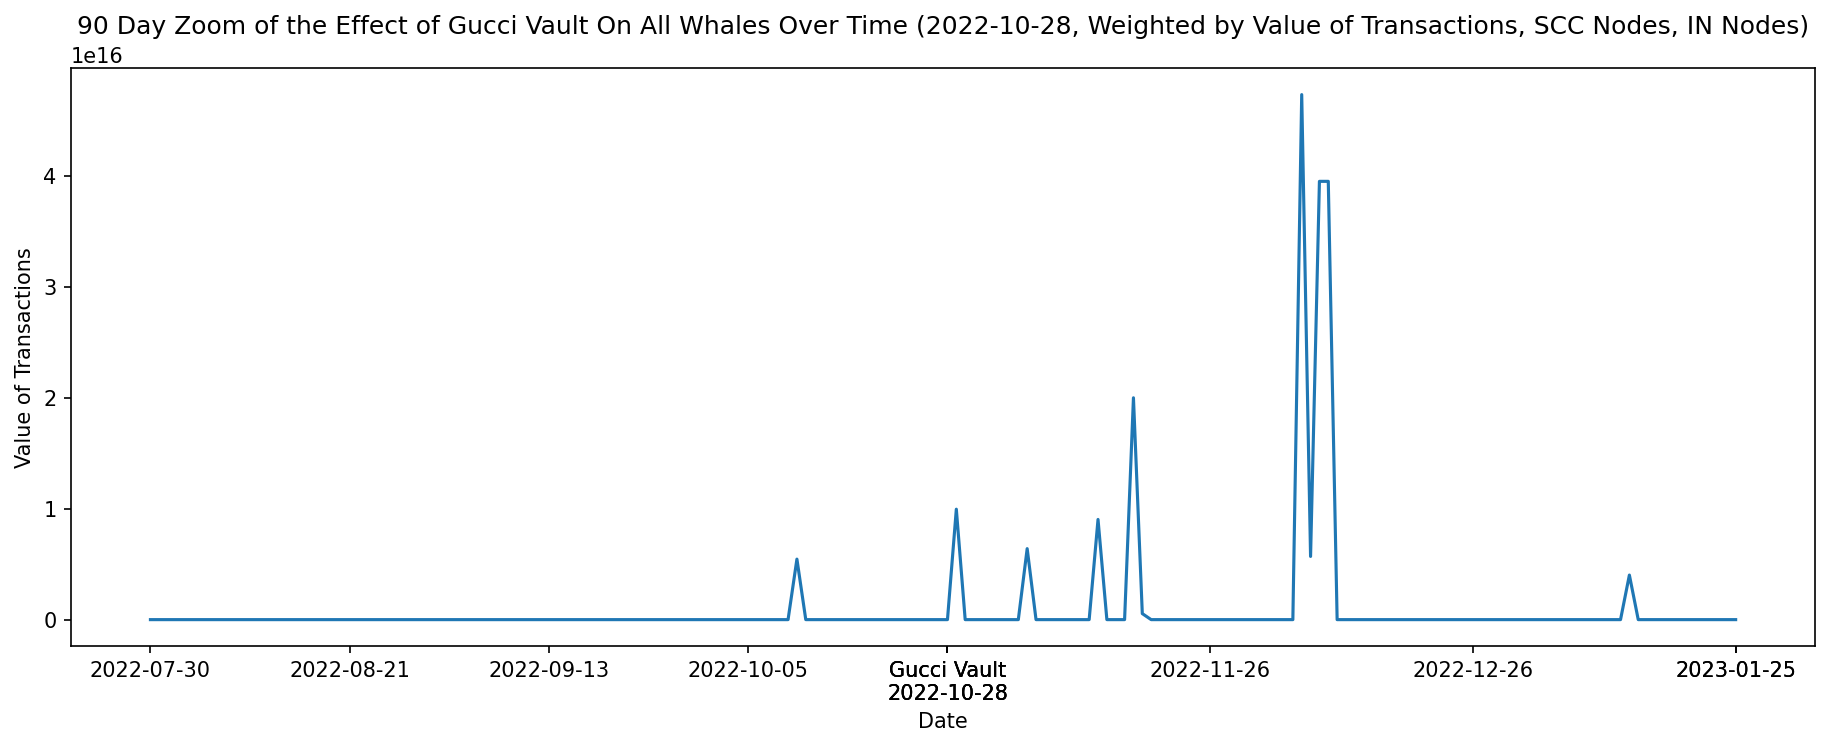 90 Day Zoom of the Effect of Gucci Vault On All Whales Over Time (2022-10-28, Weighted by Value of Transactions, SCC Nodes, IN Nodes)
1e16
4
3
2
1
0
Value of Transactions
2022-07-30 2022-08-21 2022-09-13 2022-10-05 Gucci Vault 2022-11-26 2022-12-26 2023-01-25
2022-10-28
Date